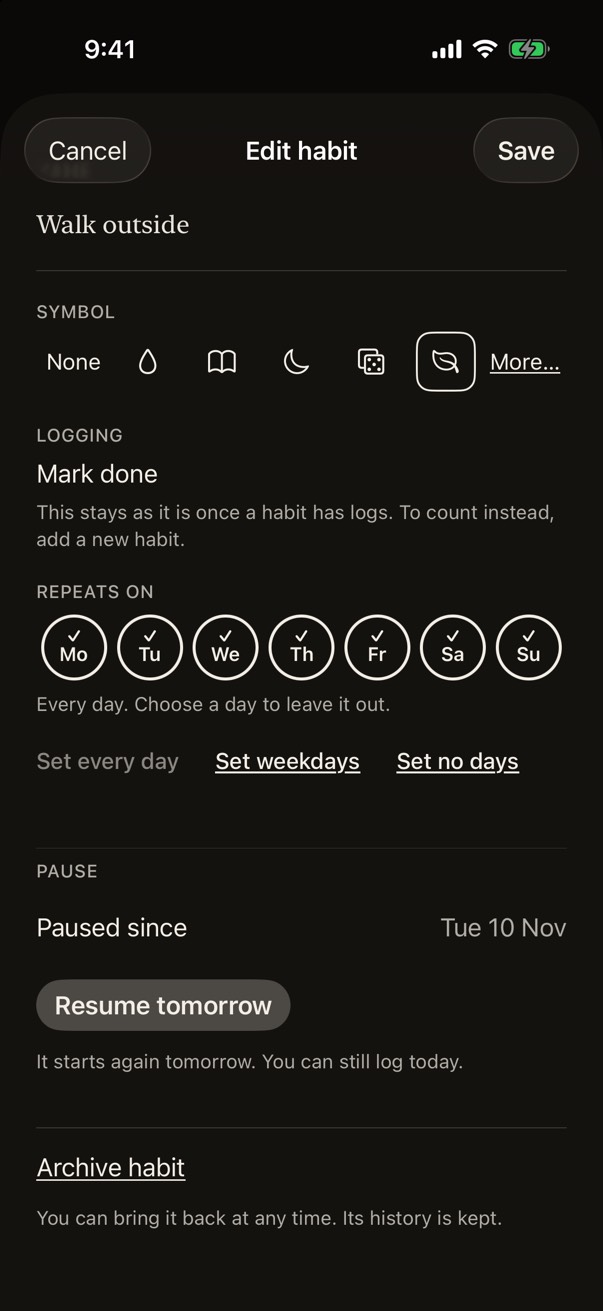 9:41
Cancel
Edit habit
Save
Walk outside
SYMBOL
None
More...
LOGGING
Mark done
This stays as it is once a habit has logs. To count instead,
add a new habit.
REPEATS ON
Mo Tu We Th Fr Sa Su
Every day. Choose a day to leave it out.
Set every day Set weekdays Set no days
PAUSE
Paused since Tue 10 Nov
Resume tomorrow
It starts again tomorrow. You can still log today.
Archive habit
You can bring it back at any time. Its history is kept.